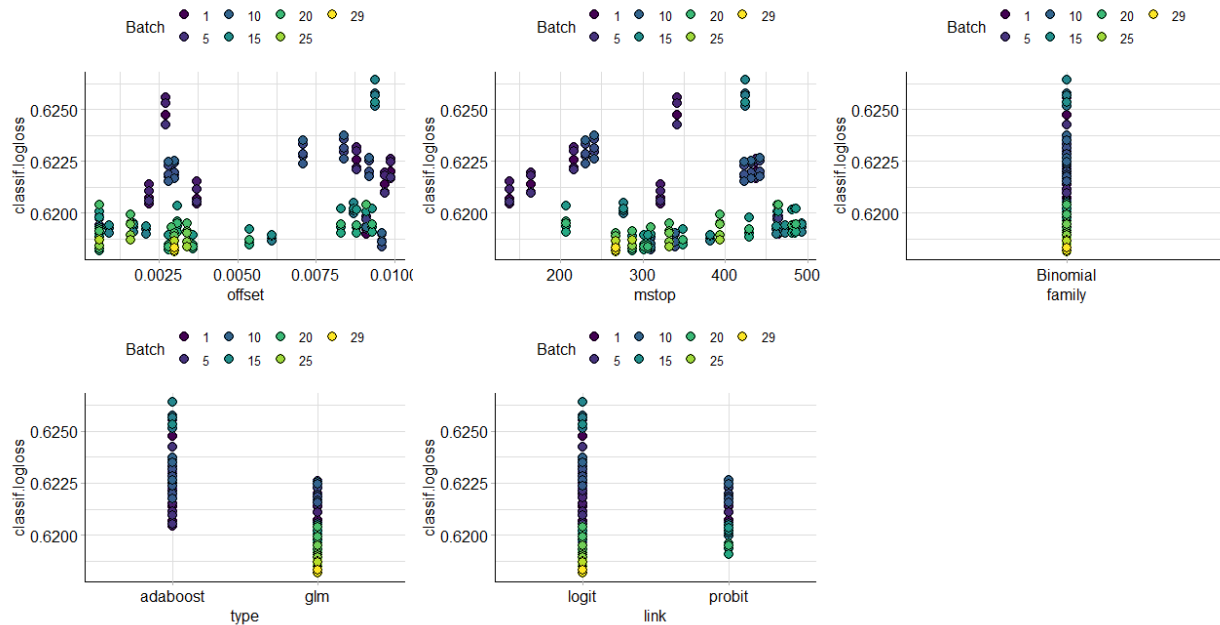 Batch 1 10 20 29
5 15 25
classif.logloss
0.6250
0.6225
0.6200
0.0025 0.0050 0.0075 0.010
offset
Batch 1 10 20 29
5 15 25
classif.logloss
0.6250
0.6225
0.6200
200 300 400 500
mstop
Batch 1 10 20 29
5 15 25
classif.logloss
0.6250
0.6225
0.6200
Binomial
family
Batch 1 10 20 29
5 15 25
classif.logloss
0.6250
0.6225
0.6200
adaboost glm
type
Batch 1 10 20 29
5 15 25
classif.logloss
0.6250
0.6225
0.6200
logit probit
link